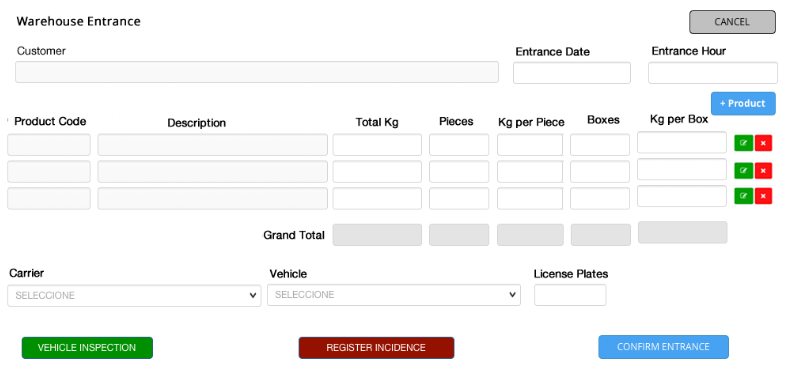 Warehouse Entrance
CANCEL
Customer
Entrance Date
Entrance Hour
+ Product
Product Code
Description
Total Kg
Pieces
Kg per Piece
Boxes
Kg per Box
Grand Total
Carrier
Vehicle
License Plates
SELECCIONE
SELECCIONE
VEHICLE INSPECTION
REGISTER INCIDENCE
CONFIRM ENTRANCE